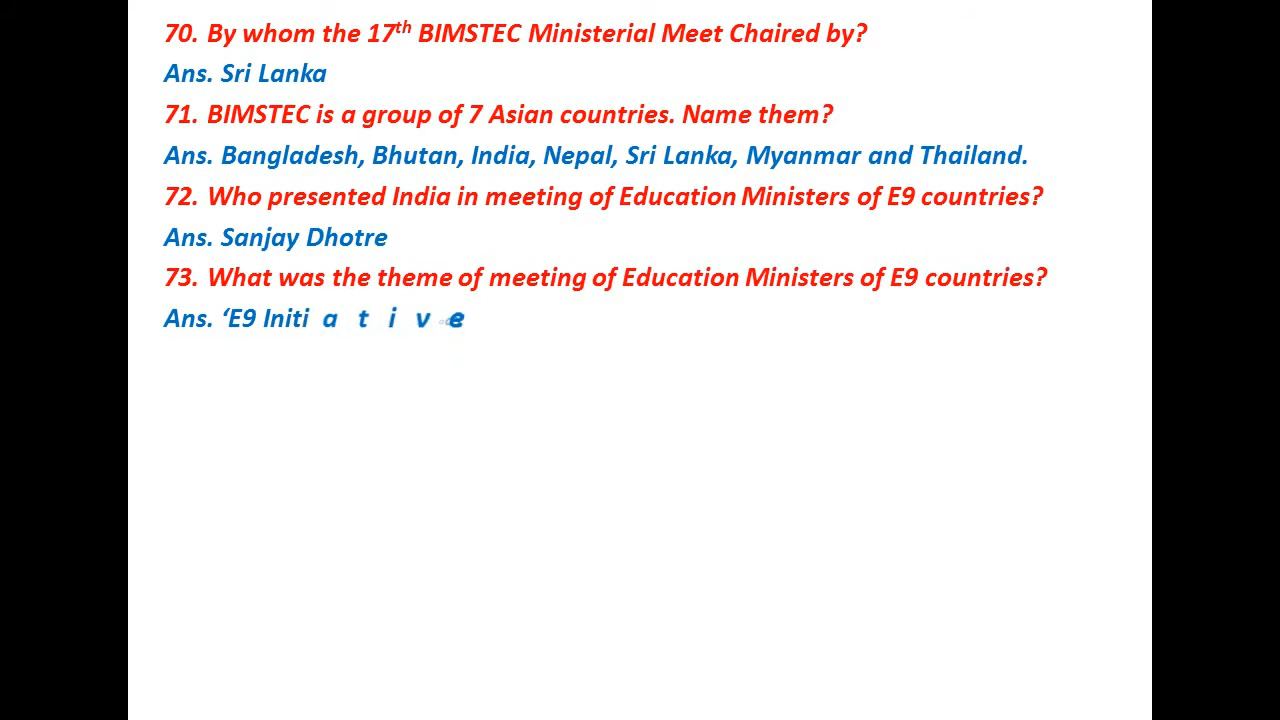 70. By whom the 17th BIMSTEC Ministerial Meet Chaired by?
Ans. Sri Lanka
71. BIMSTEC is a group of 7 Asian countries. Name them?
Ans. Bangladesh, Bhutan, India, Nepal, Sri Lanka, Myanmar and Thailand.
72. Who presented India in meeting of Education Ministers of E9 countries?
Ans. Sanjay Dhotre
73. What was the theme of meeting of Education Ministers of E9 countries?
Ans. ‘E9 Initiative